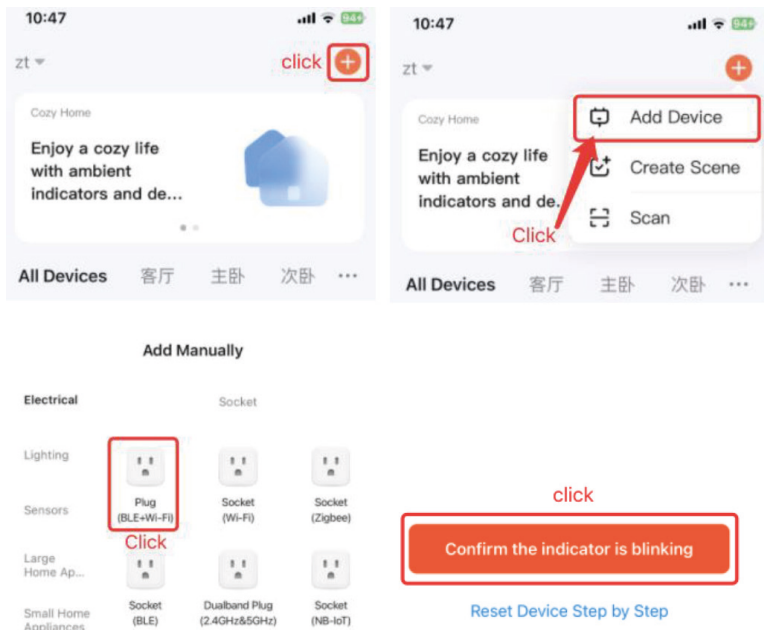 10:47
94+
zt
click
Cozy Home
Enjoy a cozy life
with ambient
indicators and de...
All Devices 客厅 主卧 次卧 ...
10:47
94+
zt
Add Device
Cozy Home
Enjoy a cozy life
with ambient
indicators and de.
Create Scene
Scan
Click
All Devices 客厅 主卧 次卧 ...
Add Manually
Electrical
Socket
Lighting
Sensors
Large
Home Ap...
Small Home
Appliances
Plug
(BLE+Wi-Fi)
Socket
(Wi-Fi)
Socket
(Zigbee)
Click
Socket
(BLE)
Dualband Plug
(2.4GHz&5GHz)
Socket
(NB-IoT)
click
Confirm the indicator is blinking
Reset Device Step by Step